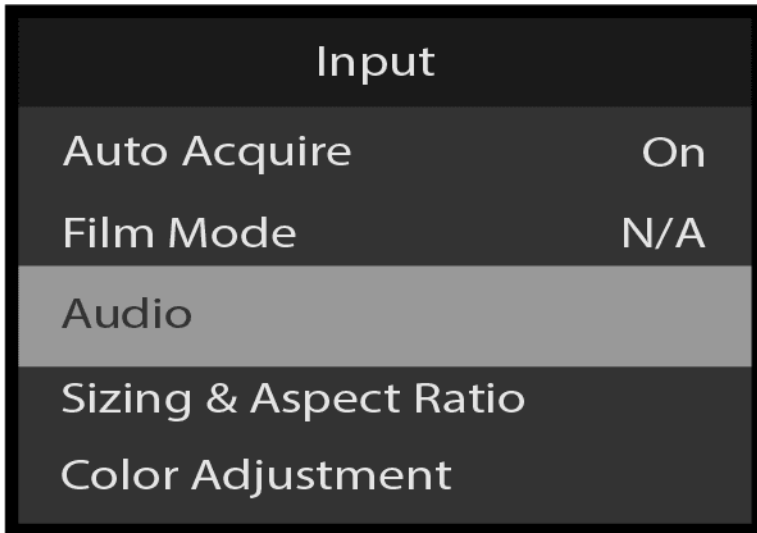 Input
Auto Acquire On
Film Mode N/A
Audio
Sizing & Aspect Ratio
Color Adjustment